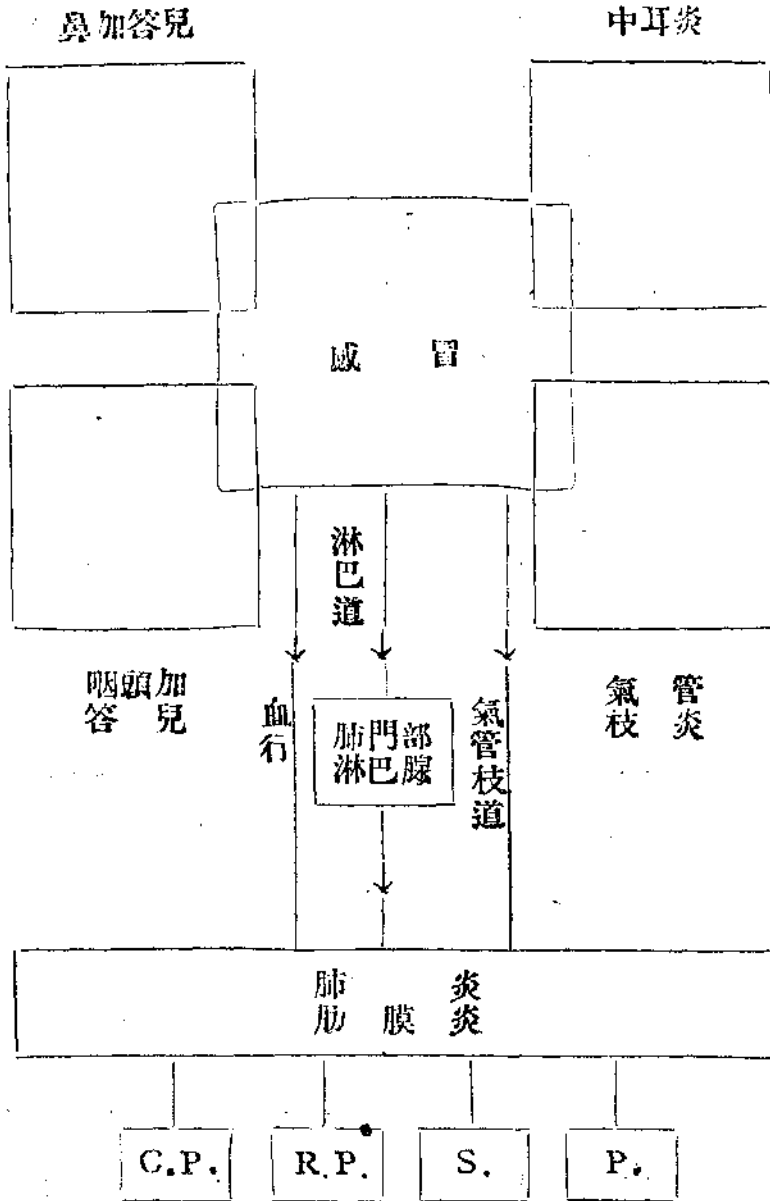 鼻加答兒
中耳炎
感冒
淋巴道
咽頭加
答兒
血行
肺門部
淋巴腺
氣管枝道
氣管
枝炎
肺炎
肋膜炎
C.P.
R.P.
S.
P.